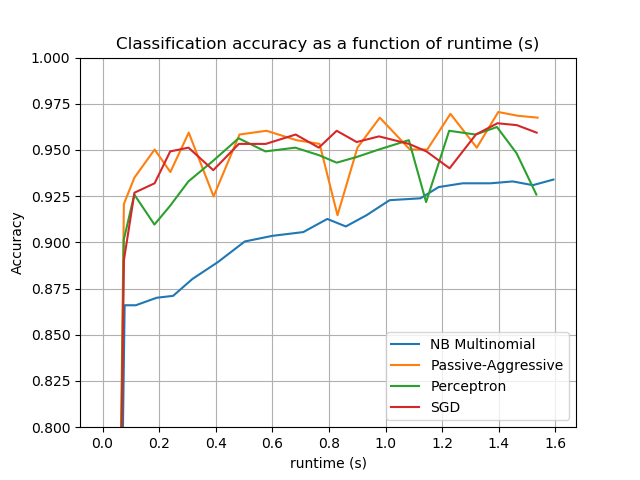 Classification accuracy as a function of runtime (s)
1.000
0.975
0.950
0.925
0.900
0.875
0.850
0.825
0.800
Accuracy
NB Multinomial
Passive-Aggressive
Perceptron
SGD
0.0 0.2 0.4 0.6 0.8 1.0 1.2 1.4 1.6
runtime (s)